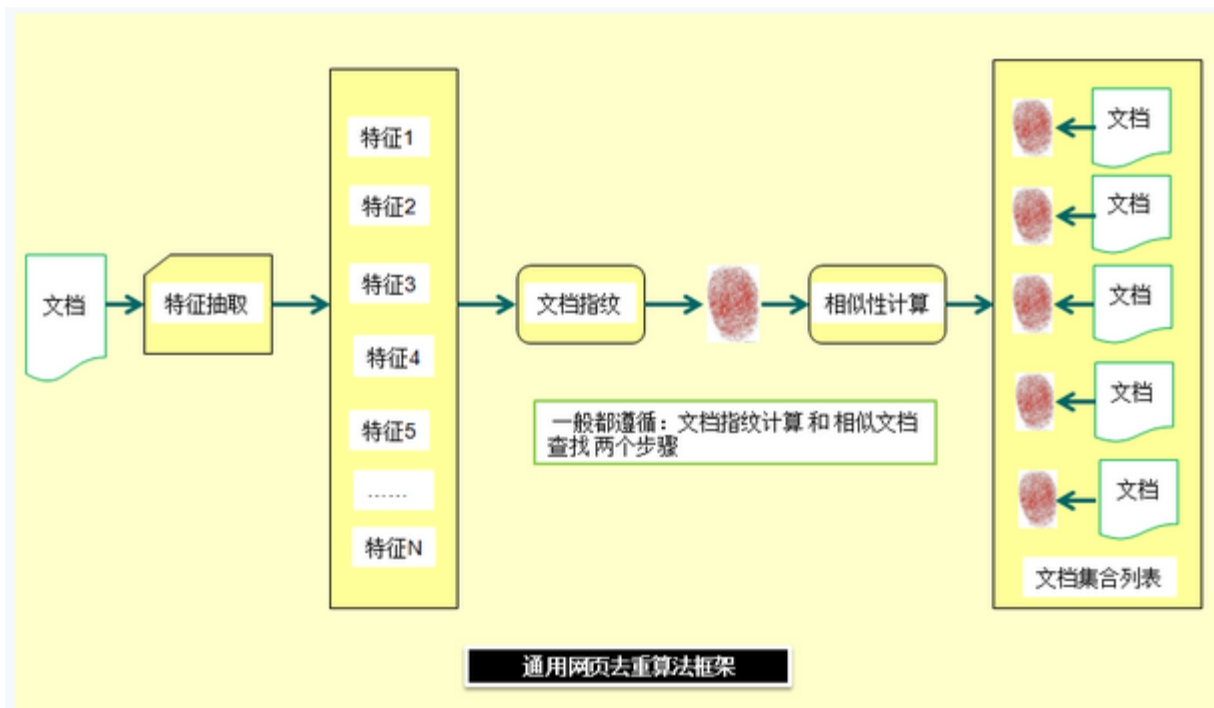 文档
特征抽取
特征1
特征2
特征3
特征4
特征5
……
特征N
文档指纹
相似性计算
一般都遵循：文档指纹计算 和 相似文档
查找 两个步骤
文档
文档
文档
文档
文档
文档集合列表
通用网页去重算法框架